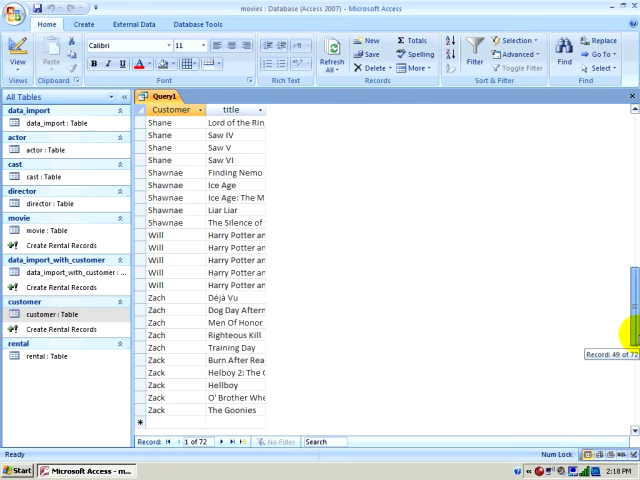 movies : Database (Access 2007) - Microsoft Access
Home Create External Data Database Tools
View Paste Calibri 11 Refresh All New Save Delete Totals Spelling More Filter Selection Advanced Toggle Filter Find Replace Go To Select
B I U A
Views Clipboard Font Rich Text Records Sort & Filter Find
All Tables
data_import
data_import : Table
actor
actor : Table
cast
cast : Table
director
director : Table
movie
movie : Table
Create Rental Records
data_import_with_customer
data_import_with_customer : ...
Create Rental Records
customer
customer : Table
Create Rental Records
rental
rental : Table
Query1
Customer title
Shane Lord of the Rin
Shane Saw IV
Shane Saw V
Shane Saw VI
Shawnae Finding Nemo
Shawnae Ice Age
Shawnae Ice Age: The M
Shawnae Liar Liar
Shawnae The Silence of
Will Harry Potter an
Will Harry Potter an
Will Harry Potter an
Will Harry Potter an
Will Harry Potter an
Zach Déjà Vu
Zach Dog Day Aftern
Zach Men Of Honor
Zach Righteous Kill
Zach Training Day
Zack Burn After Rea
Zack Helboy 2: The G
Zack Hellboy
Zack O' Brother Whe
Zack The Goonies
Record: 49 of 72
Record: 1 of 72 No Filter Search
Ready Num Lock
Start Microsoft Access - m... 2:18 PM